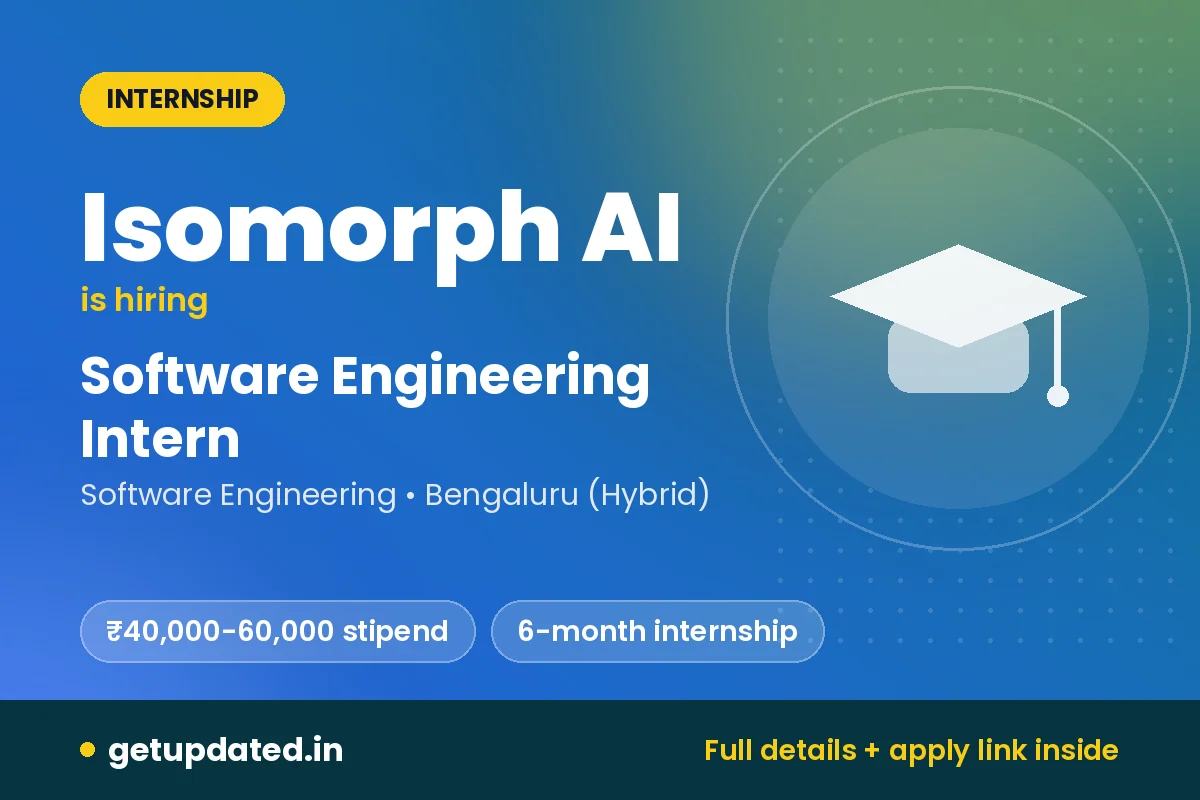 INTERNSHIP
Isomorph AI
is hiring
Software Engineering
Intern
Software Engineering • Bengaluru (Hybrid)
₹40,000-60,000 stipend
6-month internship
getupdated.in
Full details + apply link inside